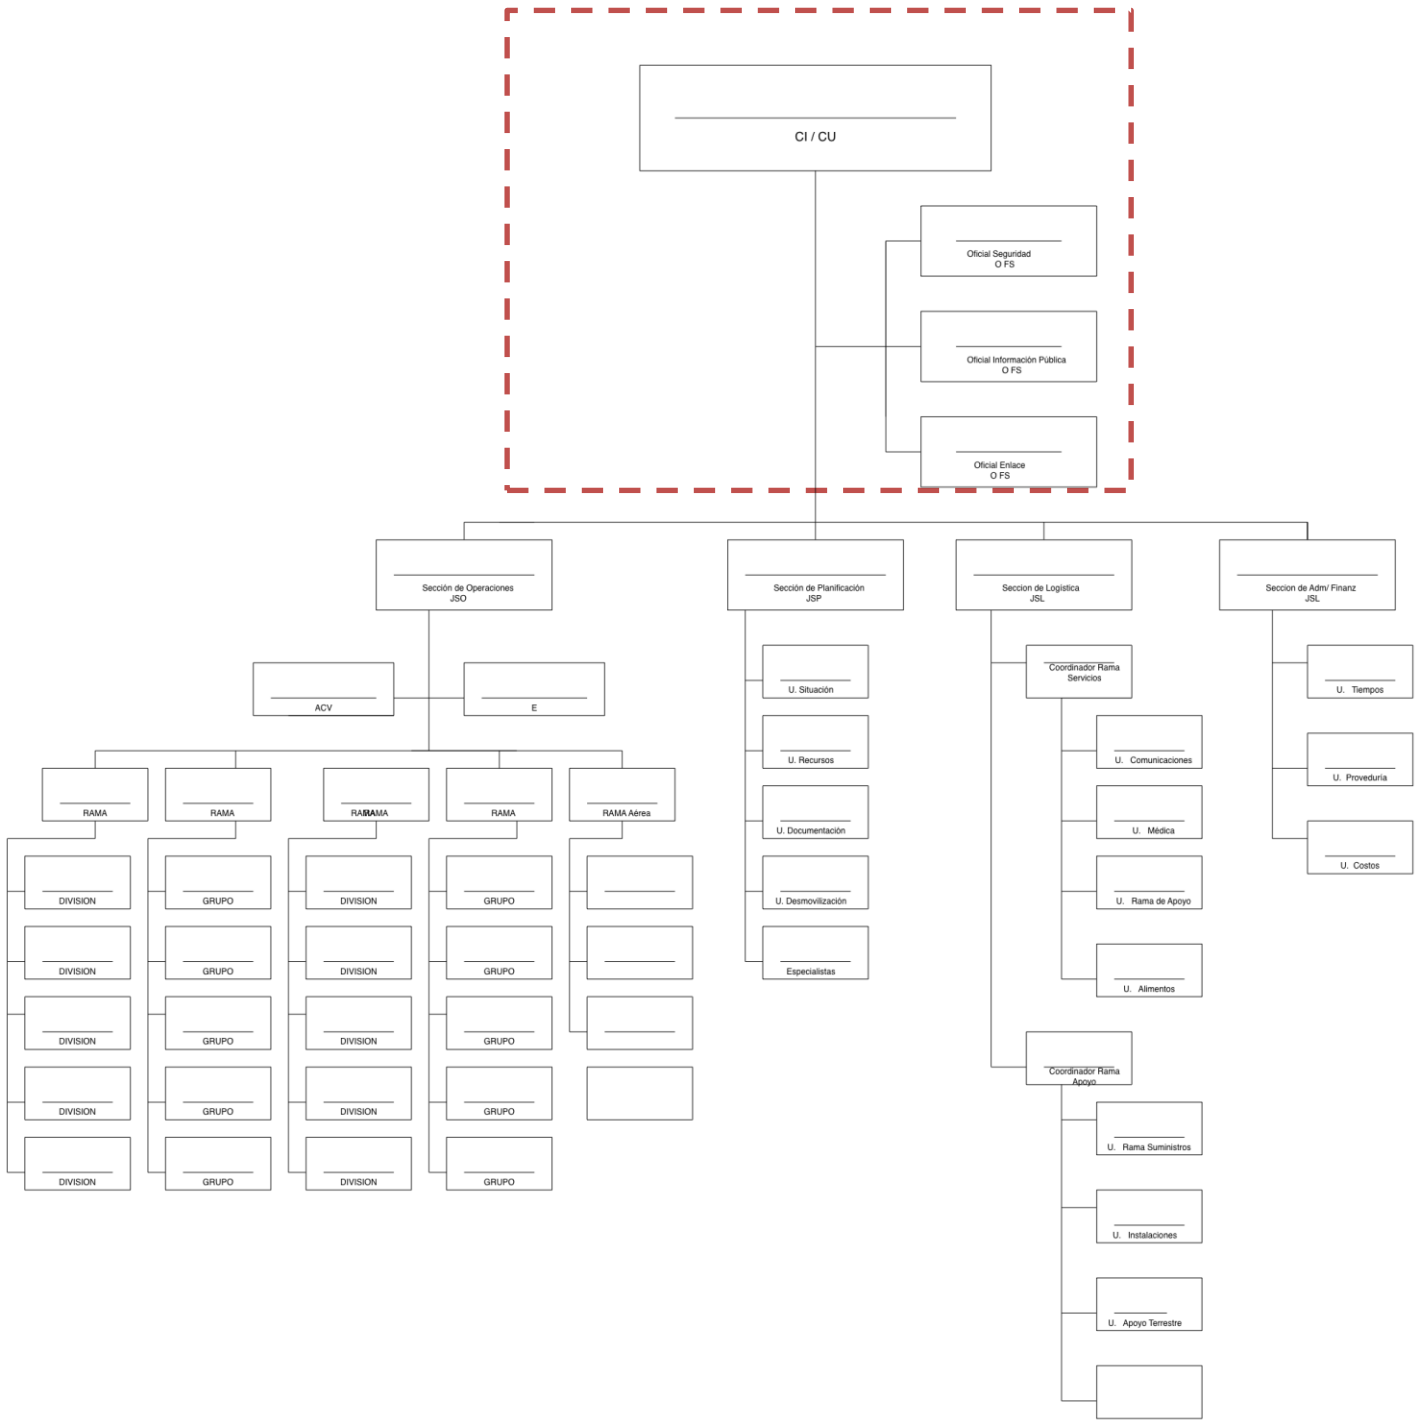 CI / CU
Oficial Seguridad
O FS
Oficial Información Pública
O FS
Oficial Enlace
O FS
Sección de Operaciones
JSO
Sección de Planificación
JSP
Seccion de Logística
JSL
Seccion de Adm/ Finanz
JSL
ACV
E
RAMA
RAMA
RAMA
RAMA
RAMA
RAMA Aérea
DIVISION
GRUPO
DIVISION
GRUPO
DIVISION
GRUPO
DIVISION
GRUPO
DIVISION
GRUPO
DIVISION
GRUPO
DIVISION
GRUPO
DIVISION
GRUPO
DIVISION
GRUPO
DIVISION
GRUPO
U. Situación
U. Recursos
U. Documentación
U. Desmovilización
Especialistas
Coordinador Rama
Servicios
U. Comunicaciones
U. Médica
U. Rama de Apoyo
U. Alimentos
Coordinador Rama
Apoyo
U. Rama Suministros
U. Instalaciones
U. Apoyo Terrestre
U. Tiempos
U. Proveduría
U. Costos